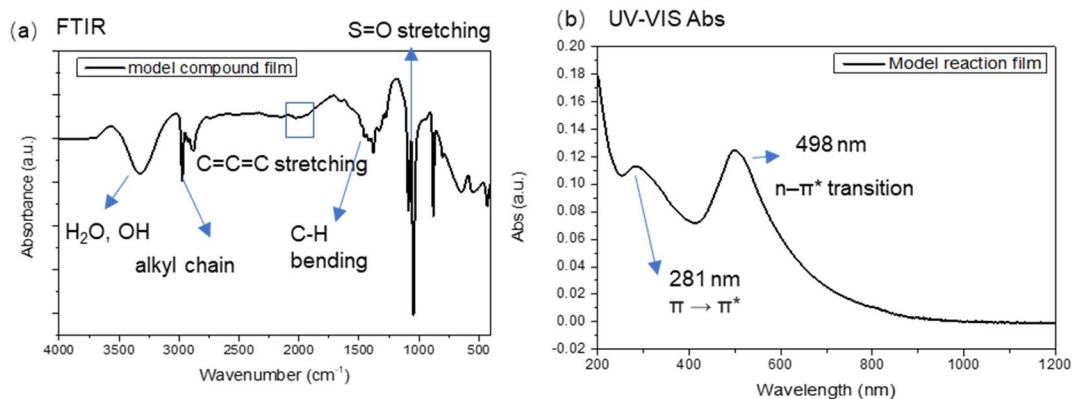 (a) FTIR
S=O stretching
model compound film
C=C=C stretching
H₂O, OH
alkyl chain
C-H
bending
Absorbance (a.u.)
4000 3500 3000 2500 2000 1500 1000 500
Wavenumber (cm⁻¹)
(b) UV-VIS Abs
Model reaction film
0.20
0.18
0.16
0.14
0.12
0.10
0.08
0.06
0.04
0.02
0.00
-0.02
Abs (a.u.)
498 nm
n–π* transition
281 nm
π → π*
200 400 600 800 1000 1200
Wavelength (nm)